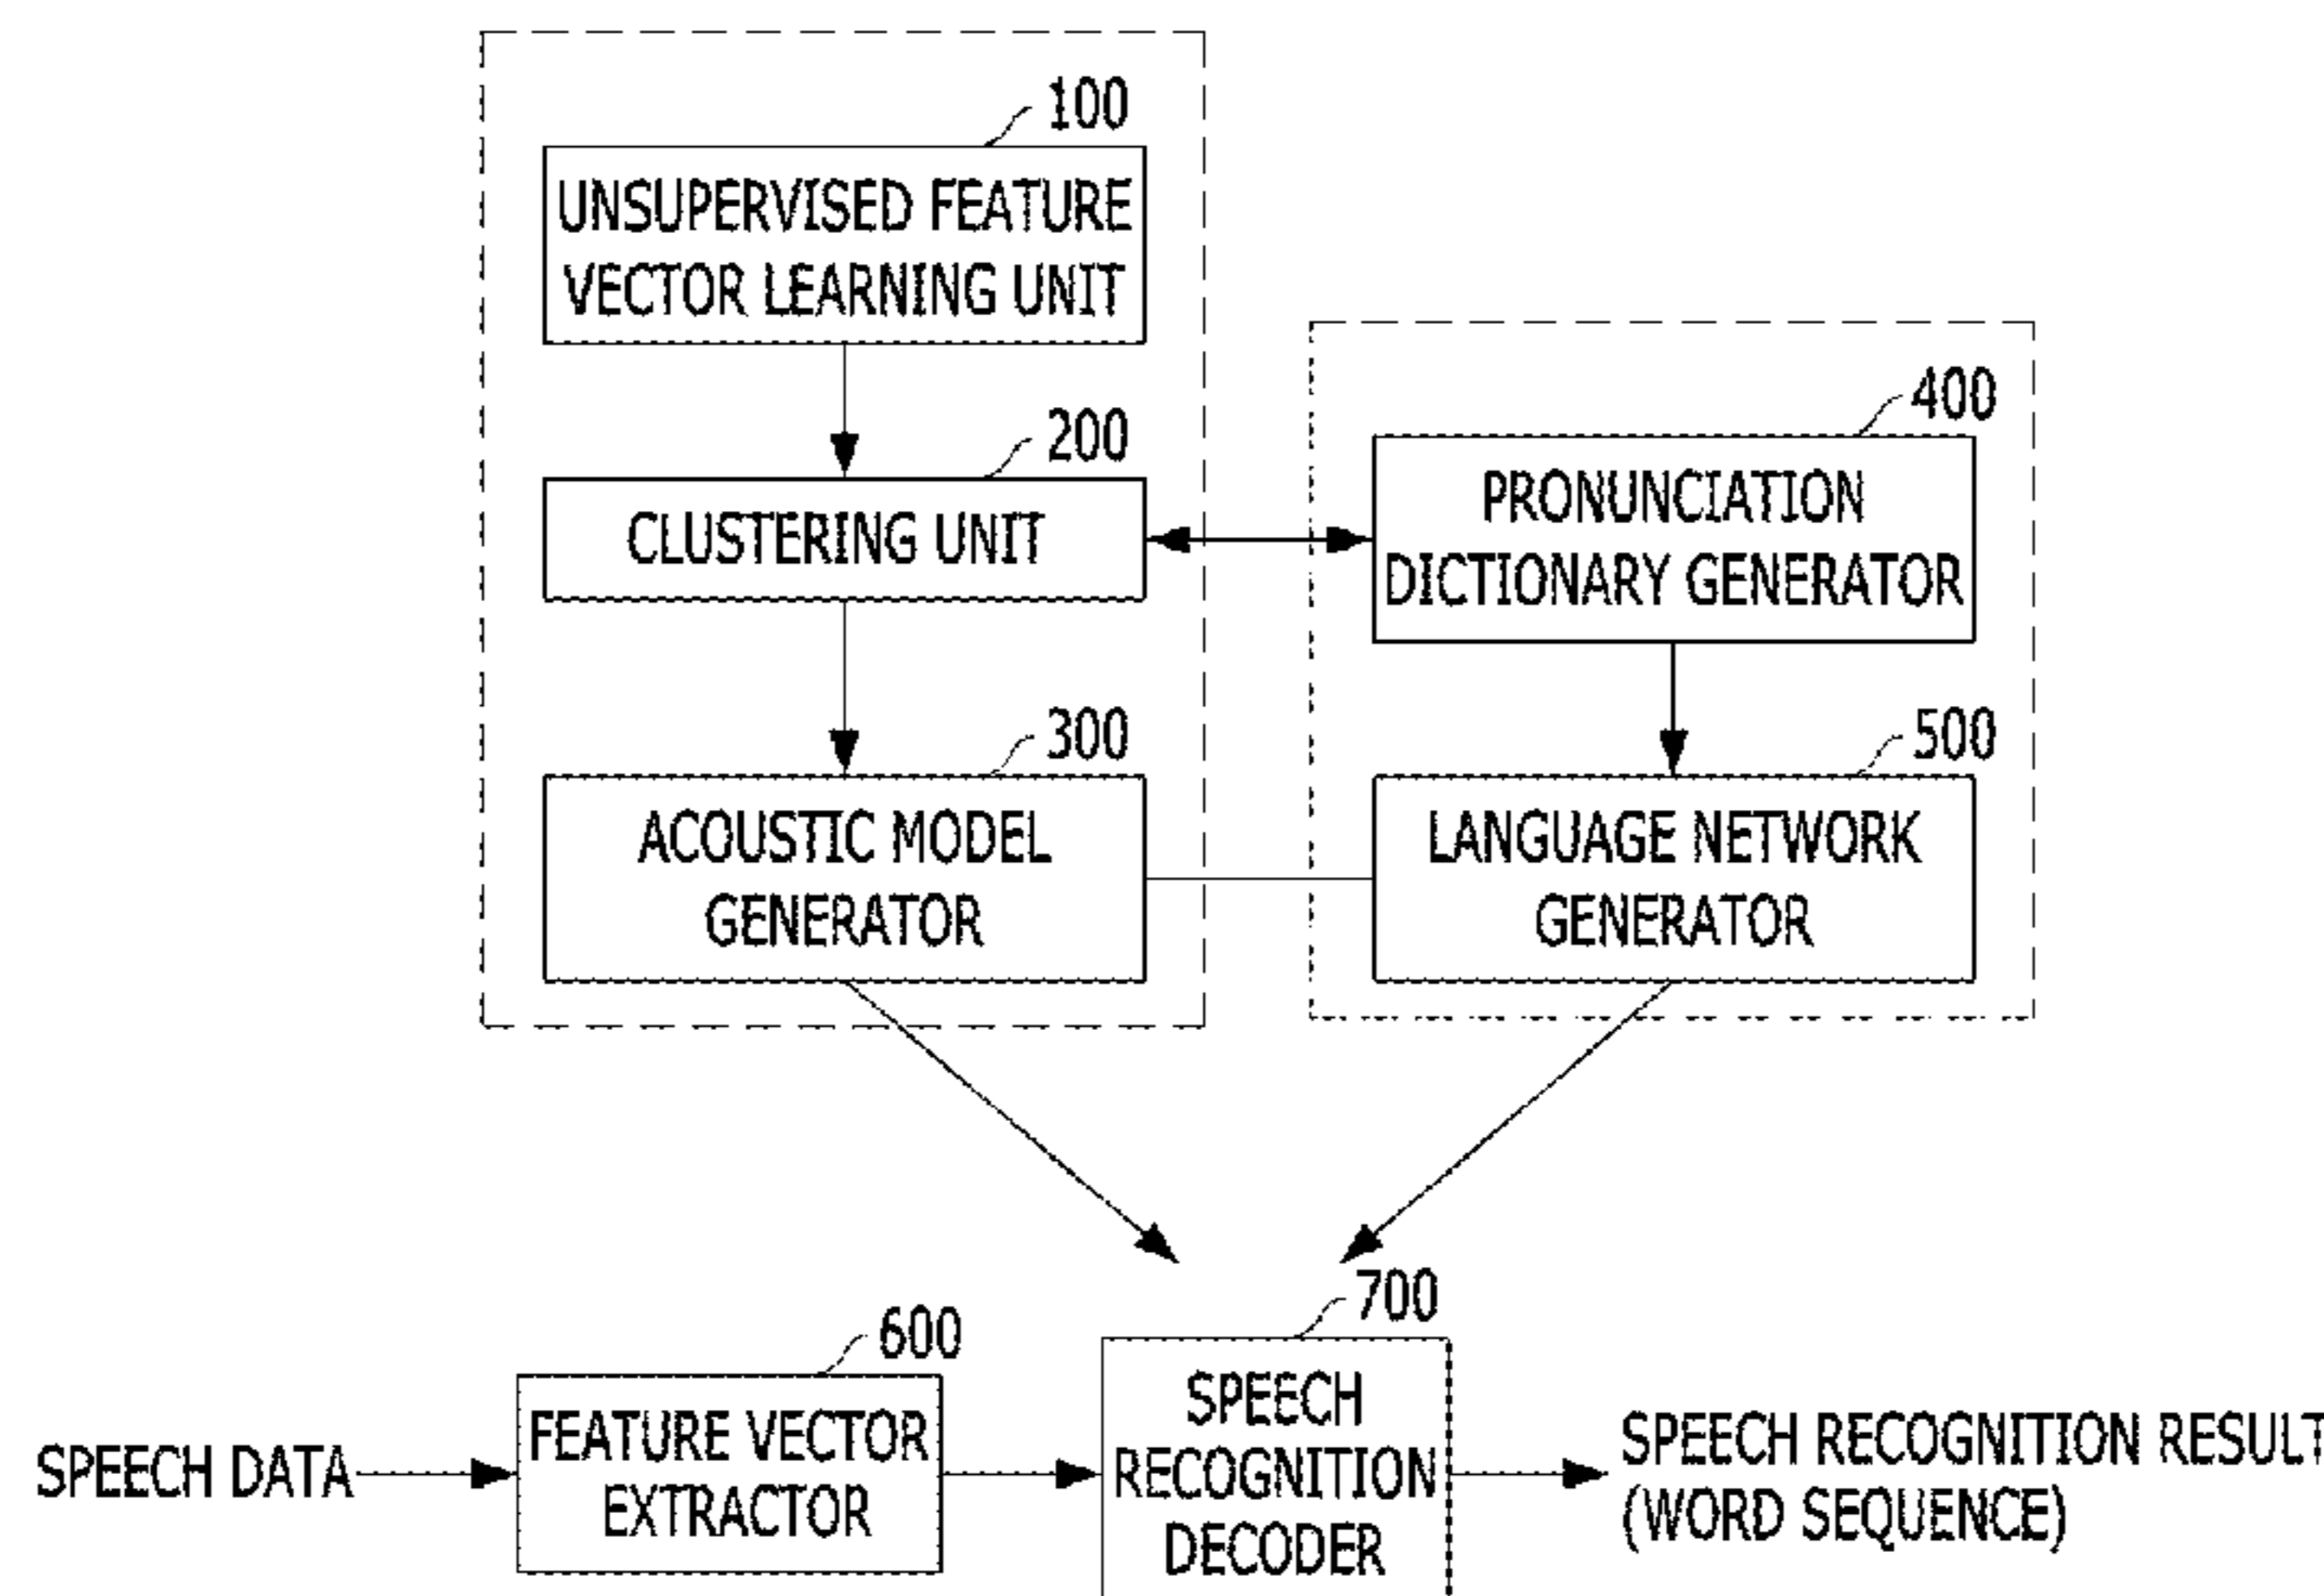 100
UNSUPERVISED FEATURE
VECTOR LEARNING UNIT
200
CLUSTERING UNIT
300
ACOUSTIC MODEL
GENERATOR
400
PRONUNCIATION
DICTIONARY GENERATOR
500
LANGUAGE NETWORK
GENERATOR
SPEECH DATA
600
FEATURE VECTOR
EXTRACTOR
700
SPEECH
RECOGNITION
DECODER
SPEECH RECOGNITION RESULT
(WORD SEQUENCE)